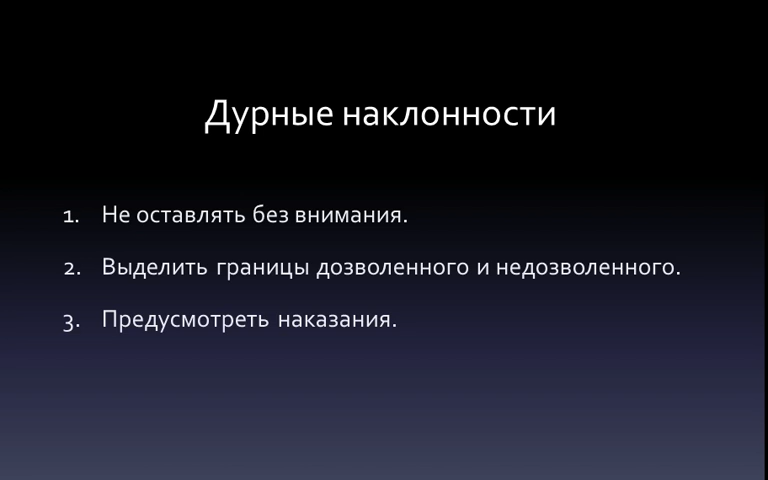 Дурные наклонности
1. Не оставлять без внимания.
2. Выделить границы дозволенного и недозволенного.
3. Предусмотреть наказания.